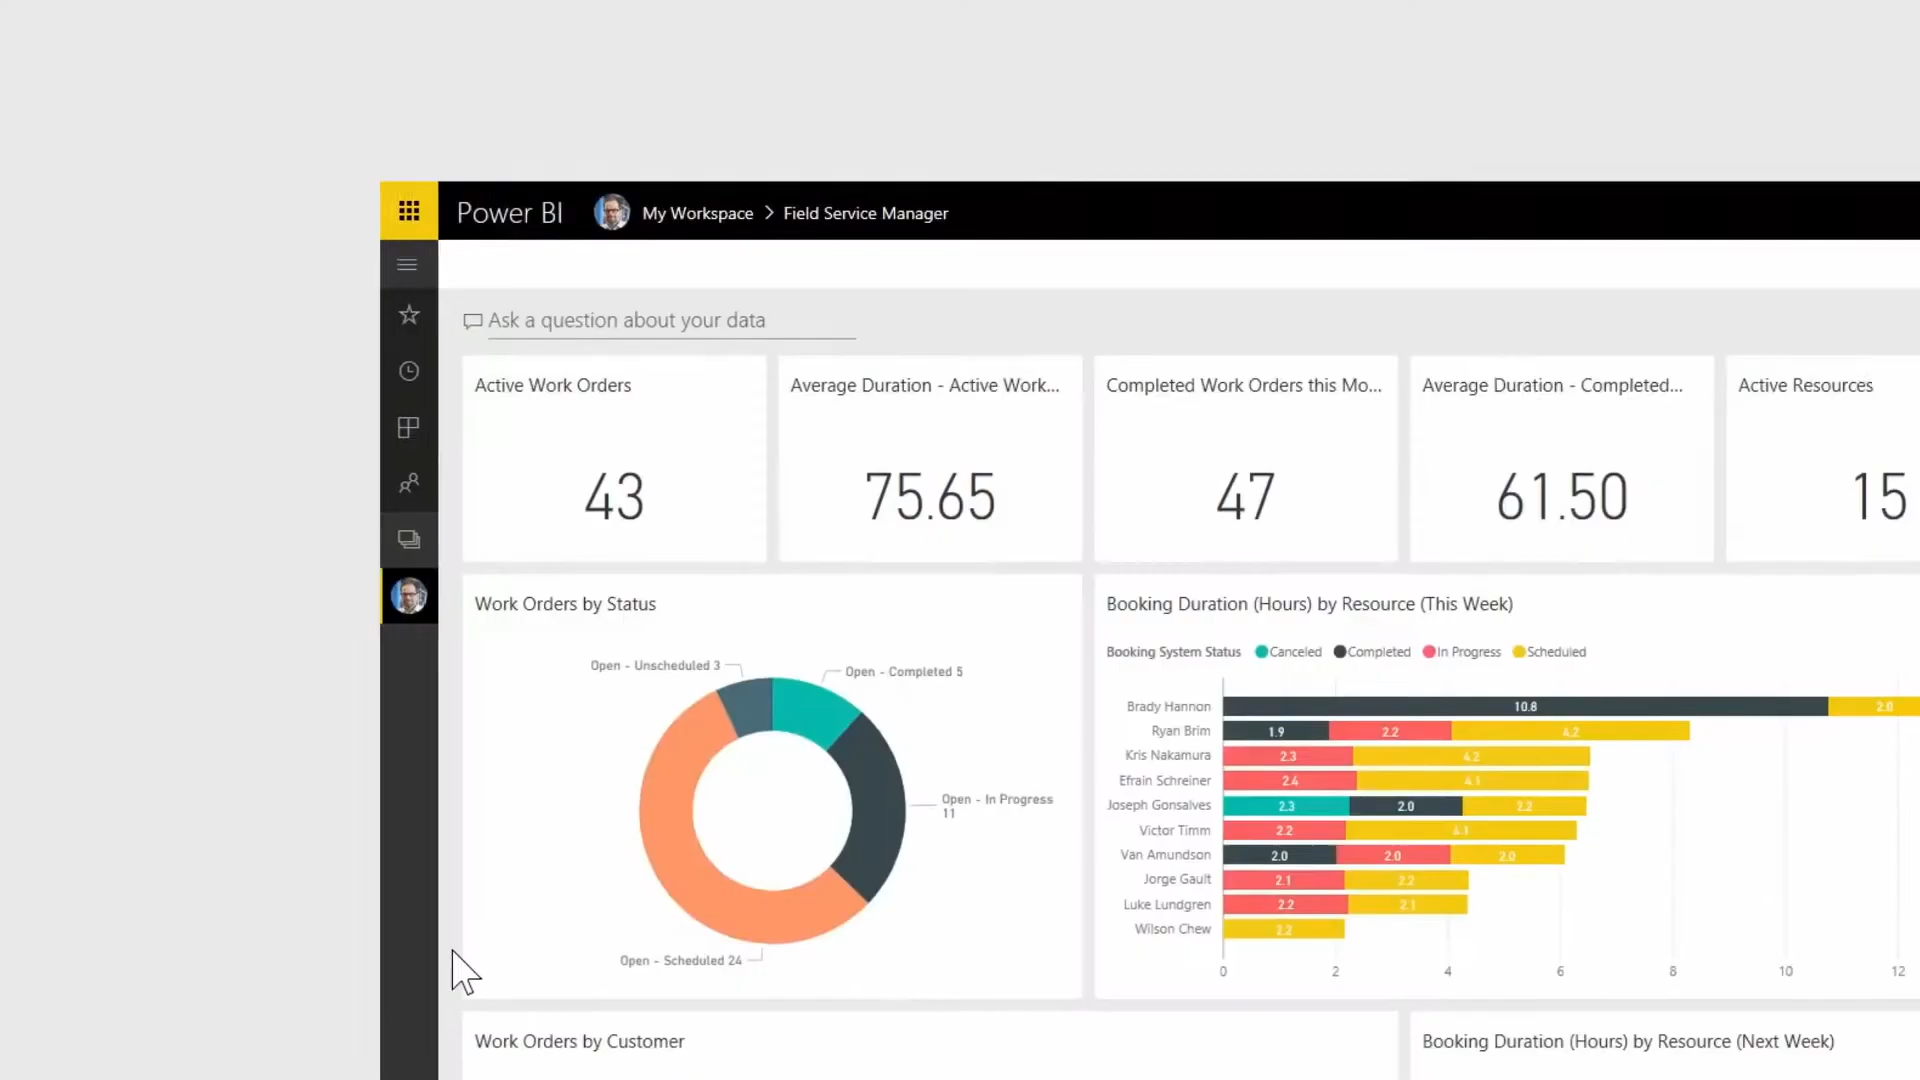 Power BI
My Workspace > Field Service Manager
Ask a question about your data
Active Work Orders
43
Average Duration - Active Work...
75.65
Completed Work Orders this Mo...
47
Average Duration - Completed...
61.50
Active Resources
15
Work Orders by Status
Open - Unscheduled 3
Open - Completed 5
Open - In Progress
11
Open - Scheduled 24
Booking Duration (Hours) by Resource (This Week)
Booking System Status Canceled Completed In Progress Scheduled
Brady Hannon 10.8 2.0
Ryan Brim 1.9 2.2 4.2
Kris Nakamura 2.3 4.2
Efrain Schreiner 2.4 4.1
Joseph Gonsalves 2.3 2.0 2.2
Victor Timm 2.2 4.1
Van Amundson 2.0 2.0 2.0
Jorge Gault 2.1 2.2
Luke Lundgren 2.2 2.1
Wilson Chew 2.2
0 2 4 6 8 10 12
Work Orders by Customer
Booking Duration (Hours) by Resource (Next Week)